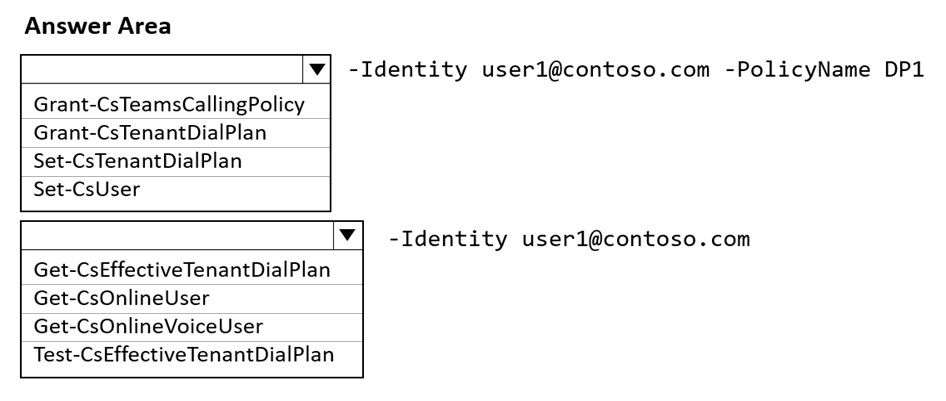 Answer Area
-Identity user1@contoso.com -PolicyName DP1
Grant-CsTeamsCallingPolicy
Grant-CsTenantDialPlan
Set-CsTenantDialPlan
Set-CsUser
-Identity user1@contoso.com
Get-CsEffectiveTenantDialPlan
Get-CsOnlineUser
Get-CsOnlineVoiceUser
Test-CsEffectiveTenantDialPlan